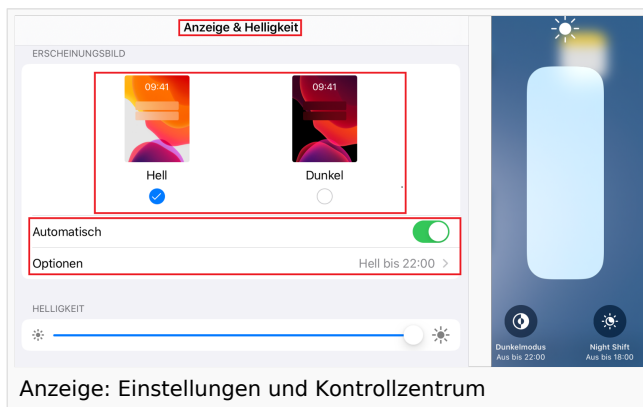 Anzeige & Helligkeit
ERSCHEINUNGSBILD
09:41
09:41
Hell
Dunkel
Automatisch
Optionen
Hell bis 22:00 >
HELLIGKEIT
Dunkelmodus
Aus bis 22:00
Night Shift
Aus bis 18:00
Anzeige: Einstellungen und Kontrollzentrum